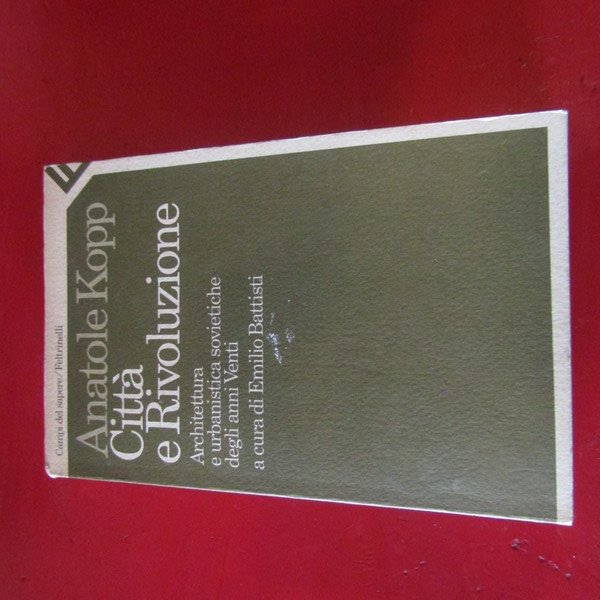 Campi del sapere/Feltrinelli
Anatole Kopp
Città
e Rivoluzione
Architettura
e urbanistica sovietiche
degli anni Venti
a cura di Emilio Battisti